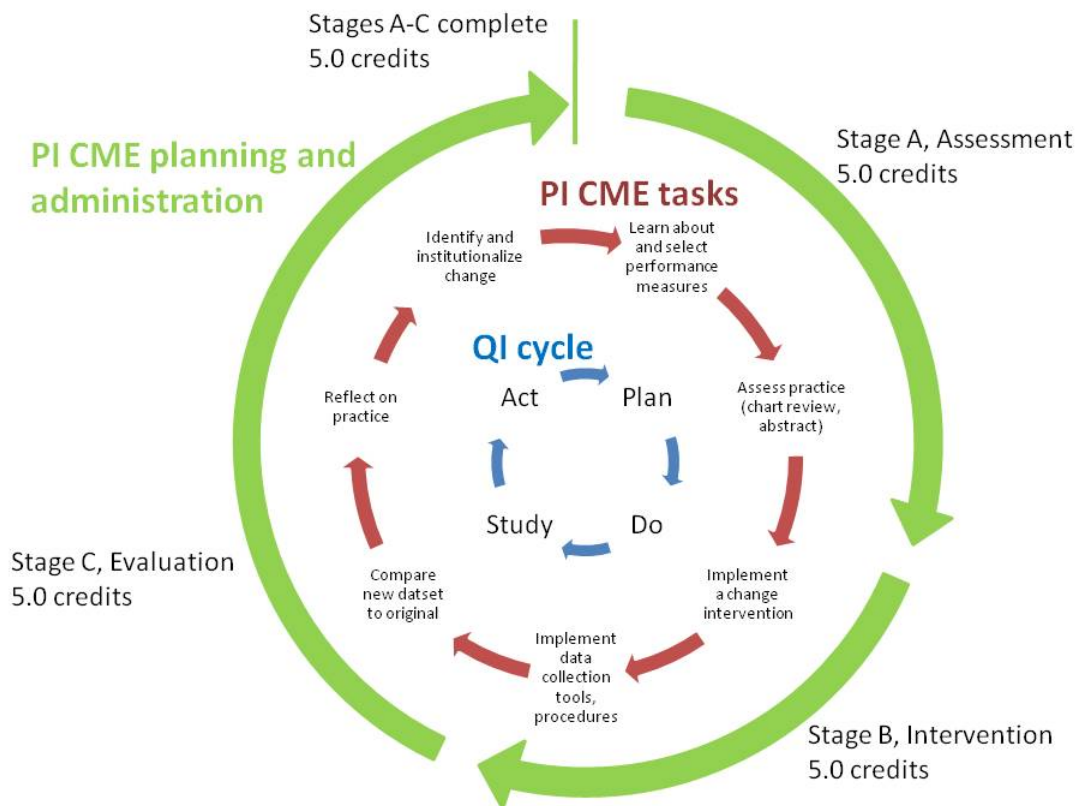 Stages A-C complete
5.0 credits
PI CME planning and
administration
Stage A, Assessment
5.0 credits
PI CME tasks
Identify and
institutionalize
change
Learn about
and select
performance
measures
QI cycle
Act
Plan
Reflect on
practice
Assess practice
(chart review,
abstract)
Study
Do
Stage C, Evaluation
5.0 credits
Compare
new datset
to original
Implement
a change
intervention
Implement
data
collection
tools,
procedures
Stage B, Intervention
5.0 credits